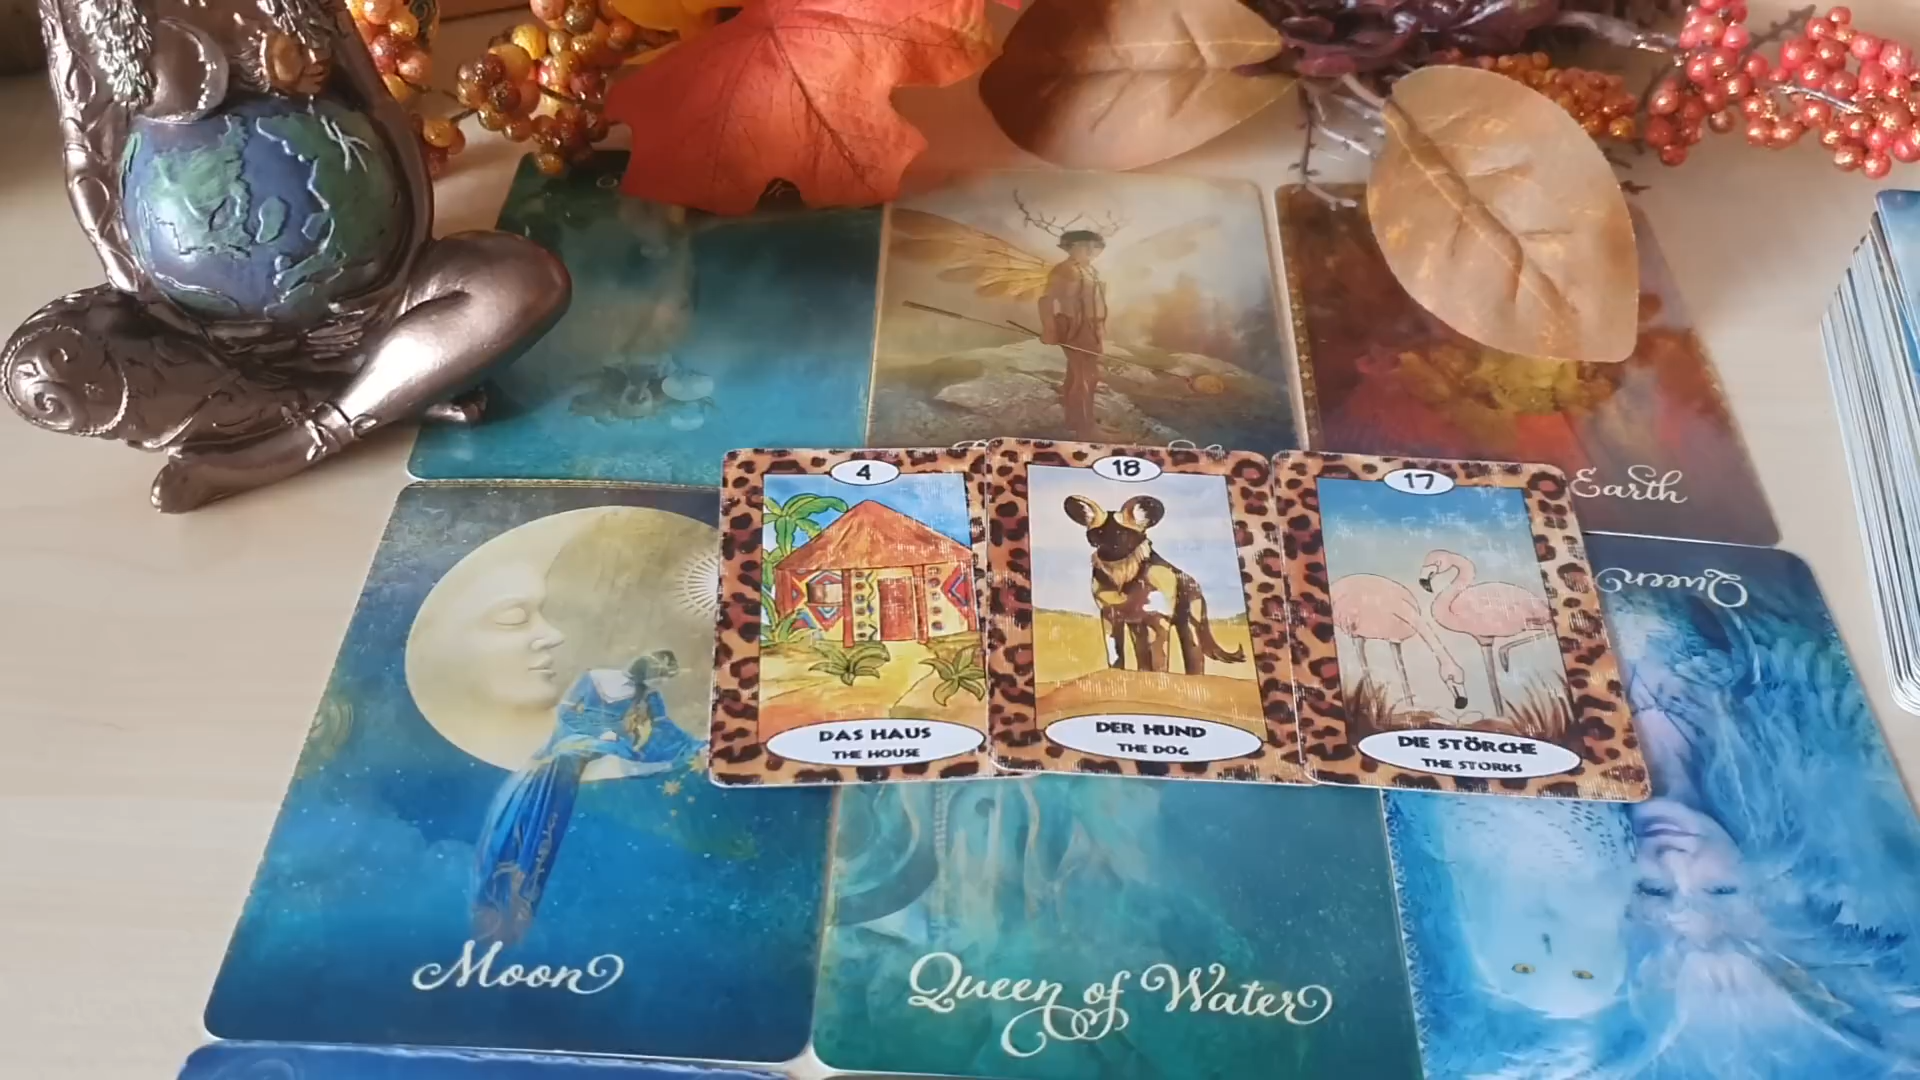 Earth
4
DAS HAUS
THE HOUSE
18
DER HUND
THE DOG
17
DIE STÖRCHE
THE STORKS
Queen
Moon
Queen of Water